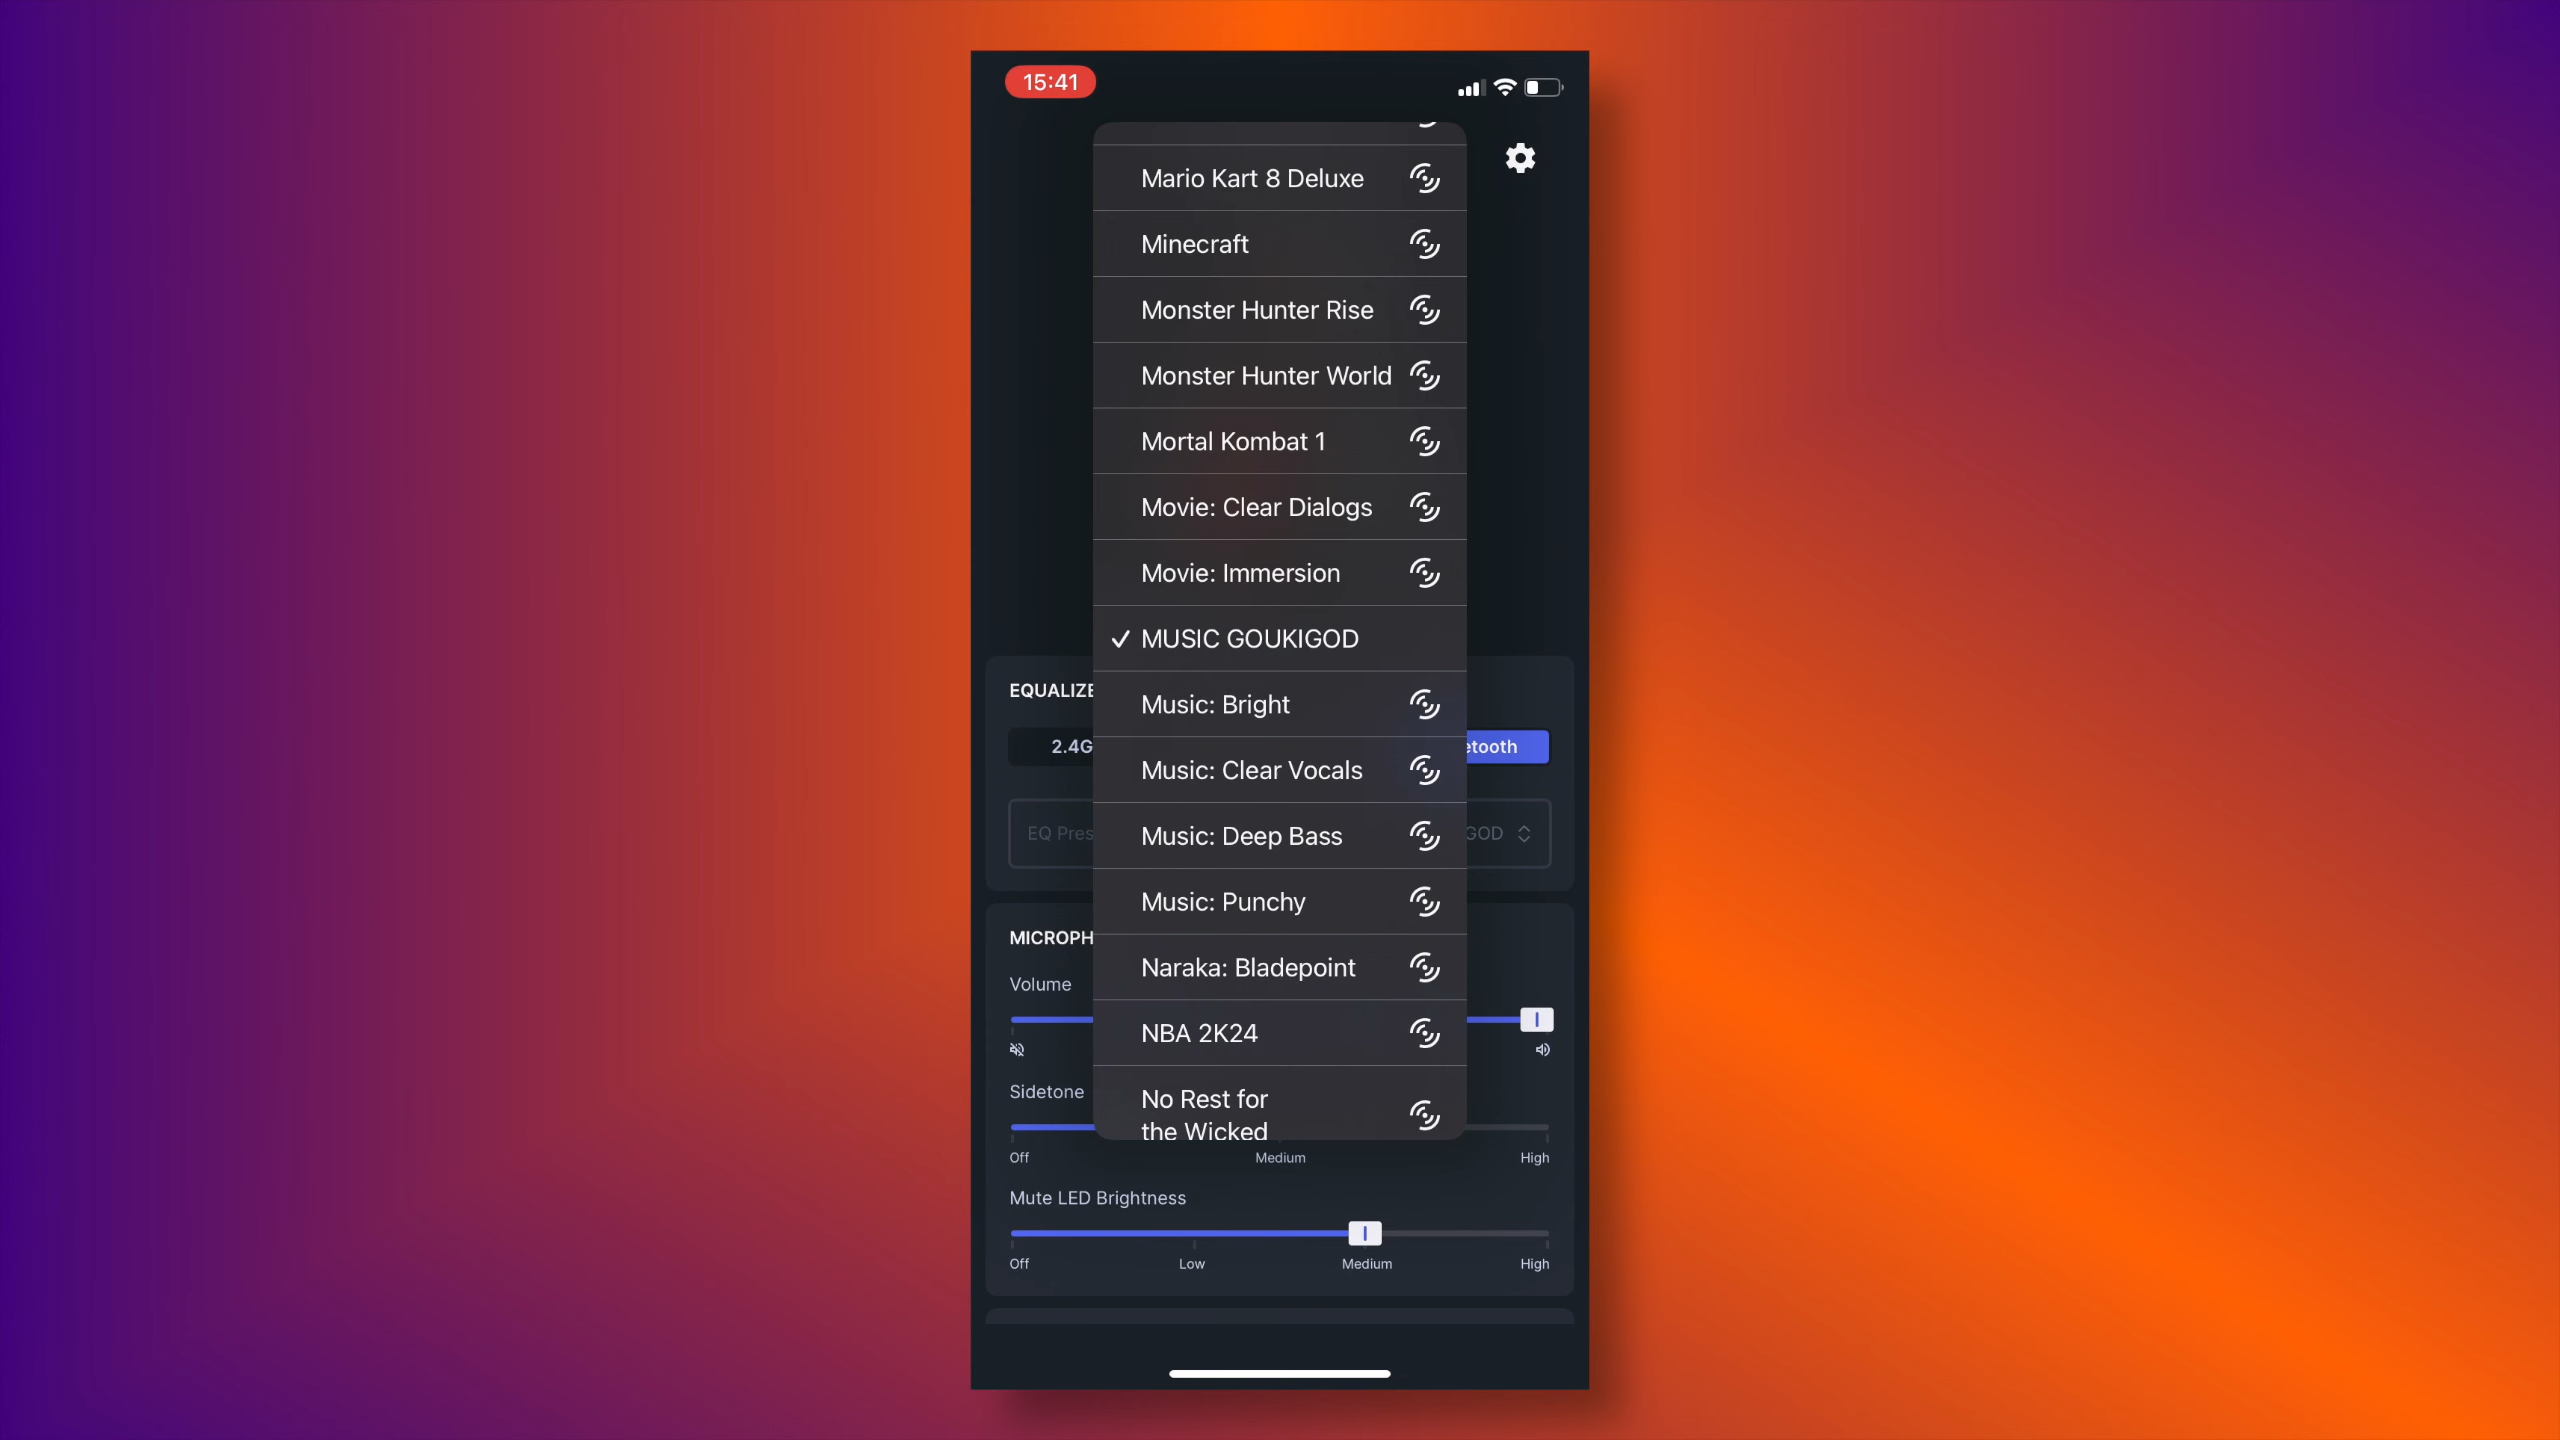 15:41
Mario Kart 8 Deluxe
Minecraft
Monster Hunter Rise
Monster Hunter World
Mortal Kombat 1
Movie: Clear Dialogs
Movie: Immersion
MUSIC GOUKIGOD
Music: Bright
Music: Clear Vocals
Music: Deep Bass
Music: Punchy
Naraka: Bladepoint
NBA 2K24
No Rest for
the Wicked
EQUALIZE
2.4G
etooth
EQ Pres
GOD
MICROPH
Volume
Sidetone
Off Medium High
Mute LED Brightness
Off Low Medium High